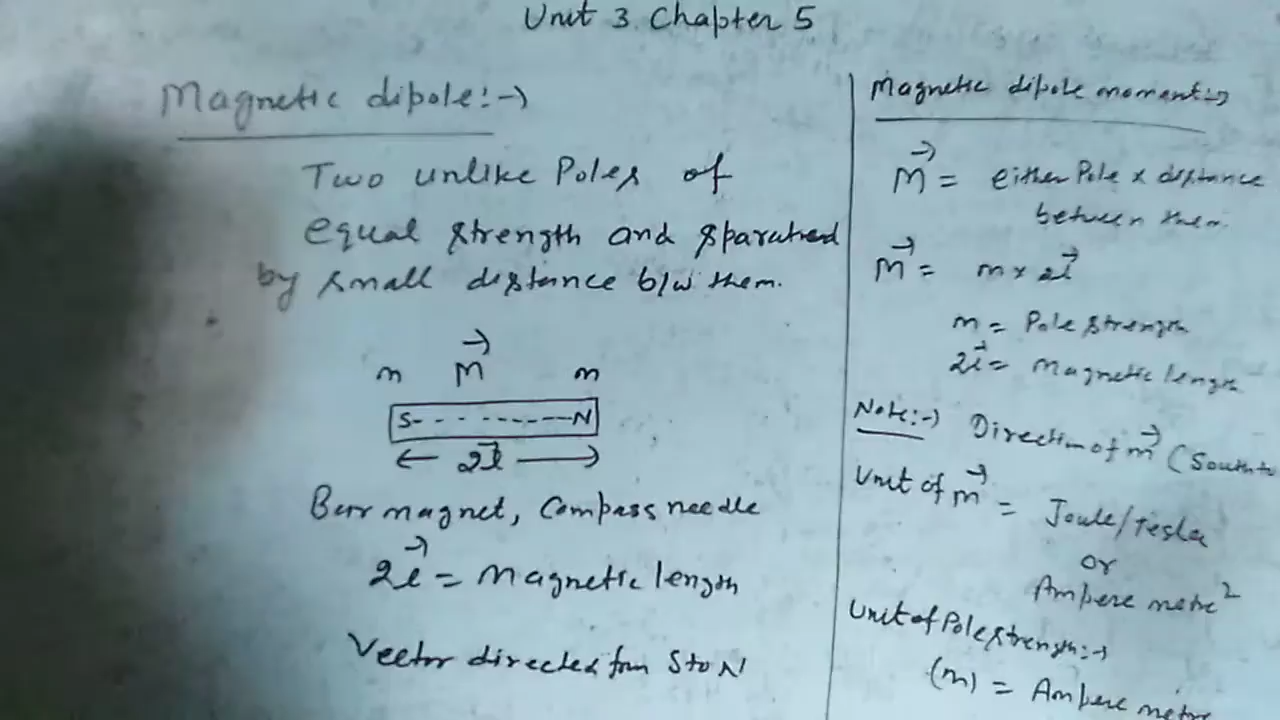 Unit 3 Chapter 5
Magnetic dipole:→
Two unlike Poles of
equal strength and sparatred
by small distance b/w them.
m M⃗ m
S- - - - - - - - - -N
← 2l⃗ →
Barr magnet, Compass needle
2l⃗ = Magnetic length
Vector directed from S to N
Magnetic dipole moment:→
M⃗ = either Pole x distance
between them.
M⃗ = m x 2l⃗
m = Pole strength
2l⃗ = Magnetic length
Note:→ Direction of m⃗ (South to
Unit of m⃗ = Joule/Tesla
or
Ampere metre²
Unit of Pole strength:→
(m) = Ampere metre